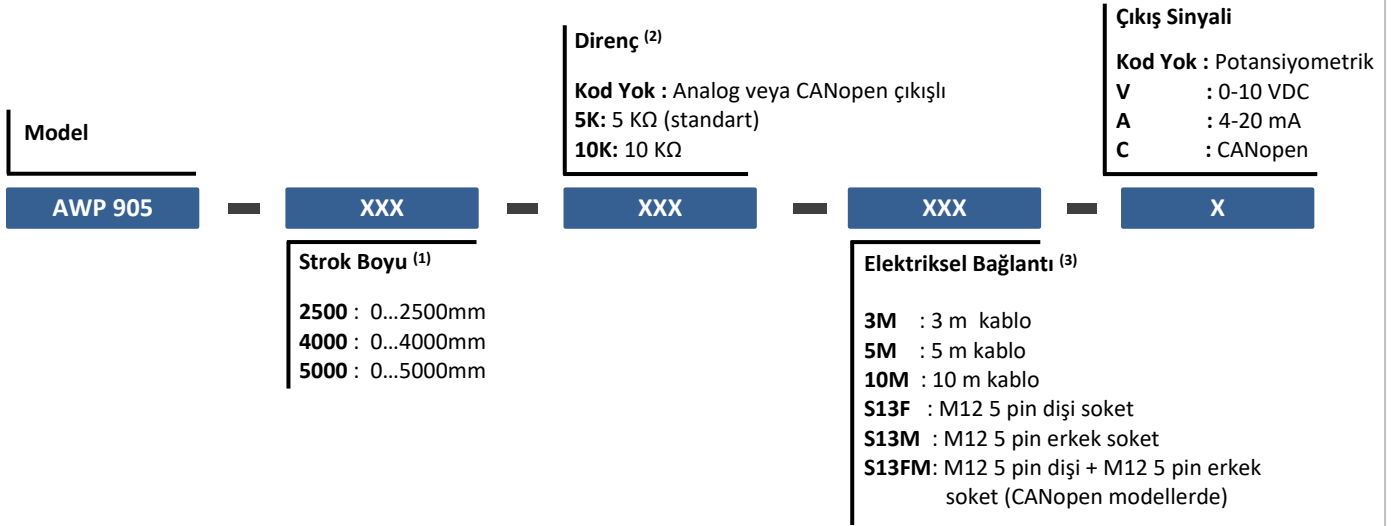 Model
Direnç (2)
Kod Yok : Analog veya CANopen çıkışlı
5K: 5 KΩ (standart)
10K: 10 KΩ
Çıkış Sinyali
Kod Yok : Potansiyometrik
V : 0-10 VDC
A : 4-20 mA
C : CANopen
AWP 905 – XXX – XXX – XXX – X
Strok Boyu (1)
2500 : 0...2500mm
4000 : 0...4000mm
5000 : 0...5000mm
Elektriksel Bağlantı (3)
3M : 3 m kablo
5M : 5 m kablo
10M : 10 m kablo
S13F : M12 5 pin dişi soket
S13M : M12 5 pin erkek soket
S13FM: M12 5 pin dişi + M12 5 pin erkek
soket (CANopen modellerde)